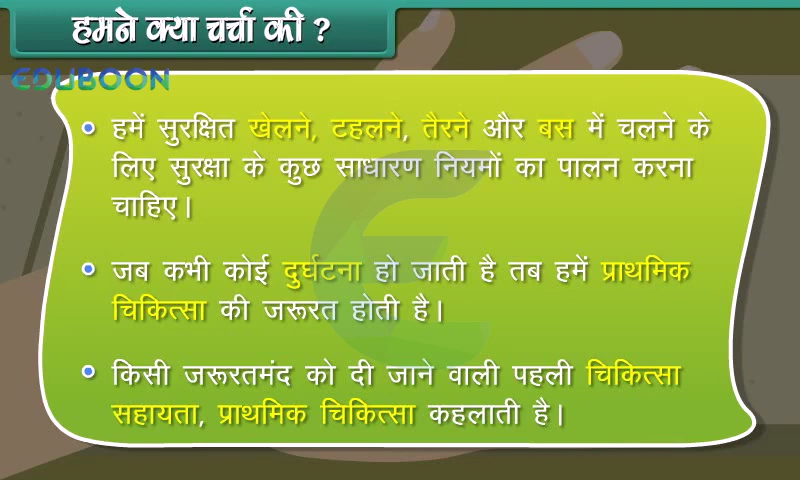 हमने क्या चर्चा की ?
EDUBOON
हमें सुरक्षित खेलने, टहलने, तैरने और बस में चलने के
लिए सुरक्षा के कुछ साधारण नियमों का पालन करना
चाहिए।
जब कभी कोई दुर्घटना हो जाती है तब हमें प्राथमिक
चिकित्सा की जरूरत होती है।
किसी जरूरतमंद को दी जाने वाली पहली चिकित्सा
सहायता, प्राथमिक चिकित्सा कहलाती है।